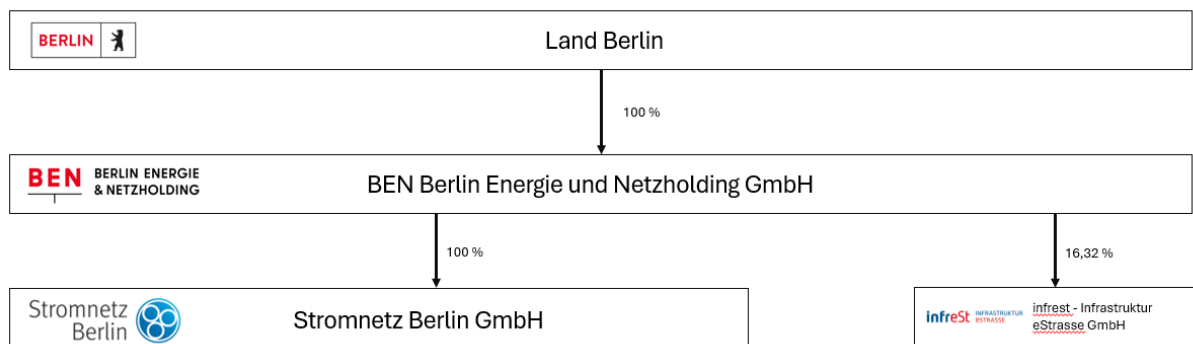 BERLIN
Land Berlin
100 %
BEN BERLIN ENERGIE
& NETZHOLDING
BEN Berlin Energie und Netzholding GmbH
100 %
16,32 %
Stromnetz
Berlin
Stromnetz Berlin GmbH
infreSt INFRASTRUKTUR
eSTRASSE
infrest - Infrastruktur
eStrasse GmbH